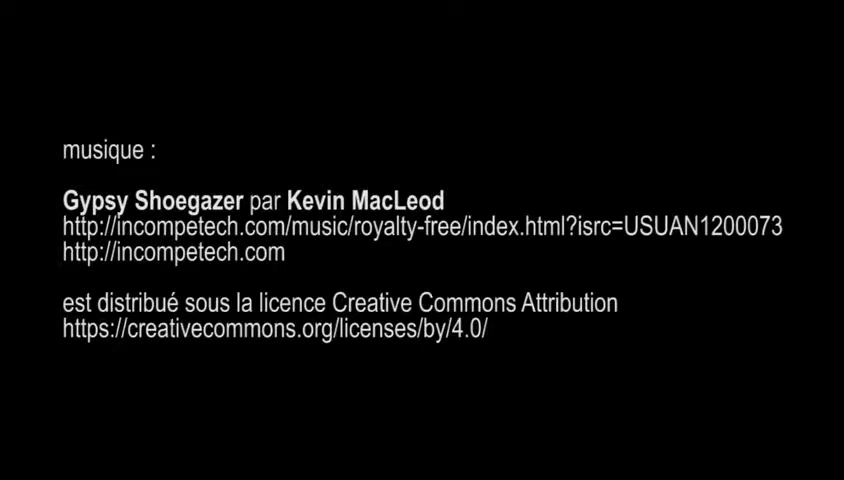 musique :
Gypsy Shoegazer par Kevin MacLeod
http://incompetech.com/music/royalty-free/index.html?isrc=USUAN1200073
http://incompetech.com
est distribué sous la licence Creative Commons Attribution
https://creativecommons.org/licenses/by/4.0/